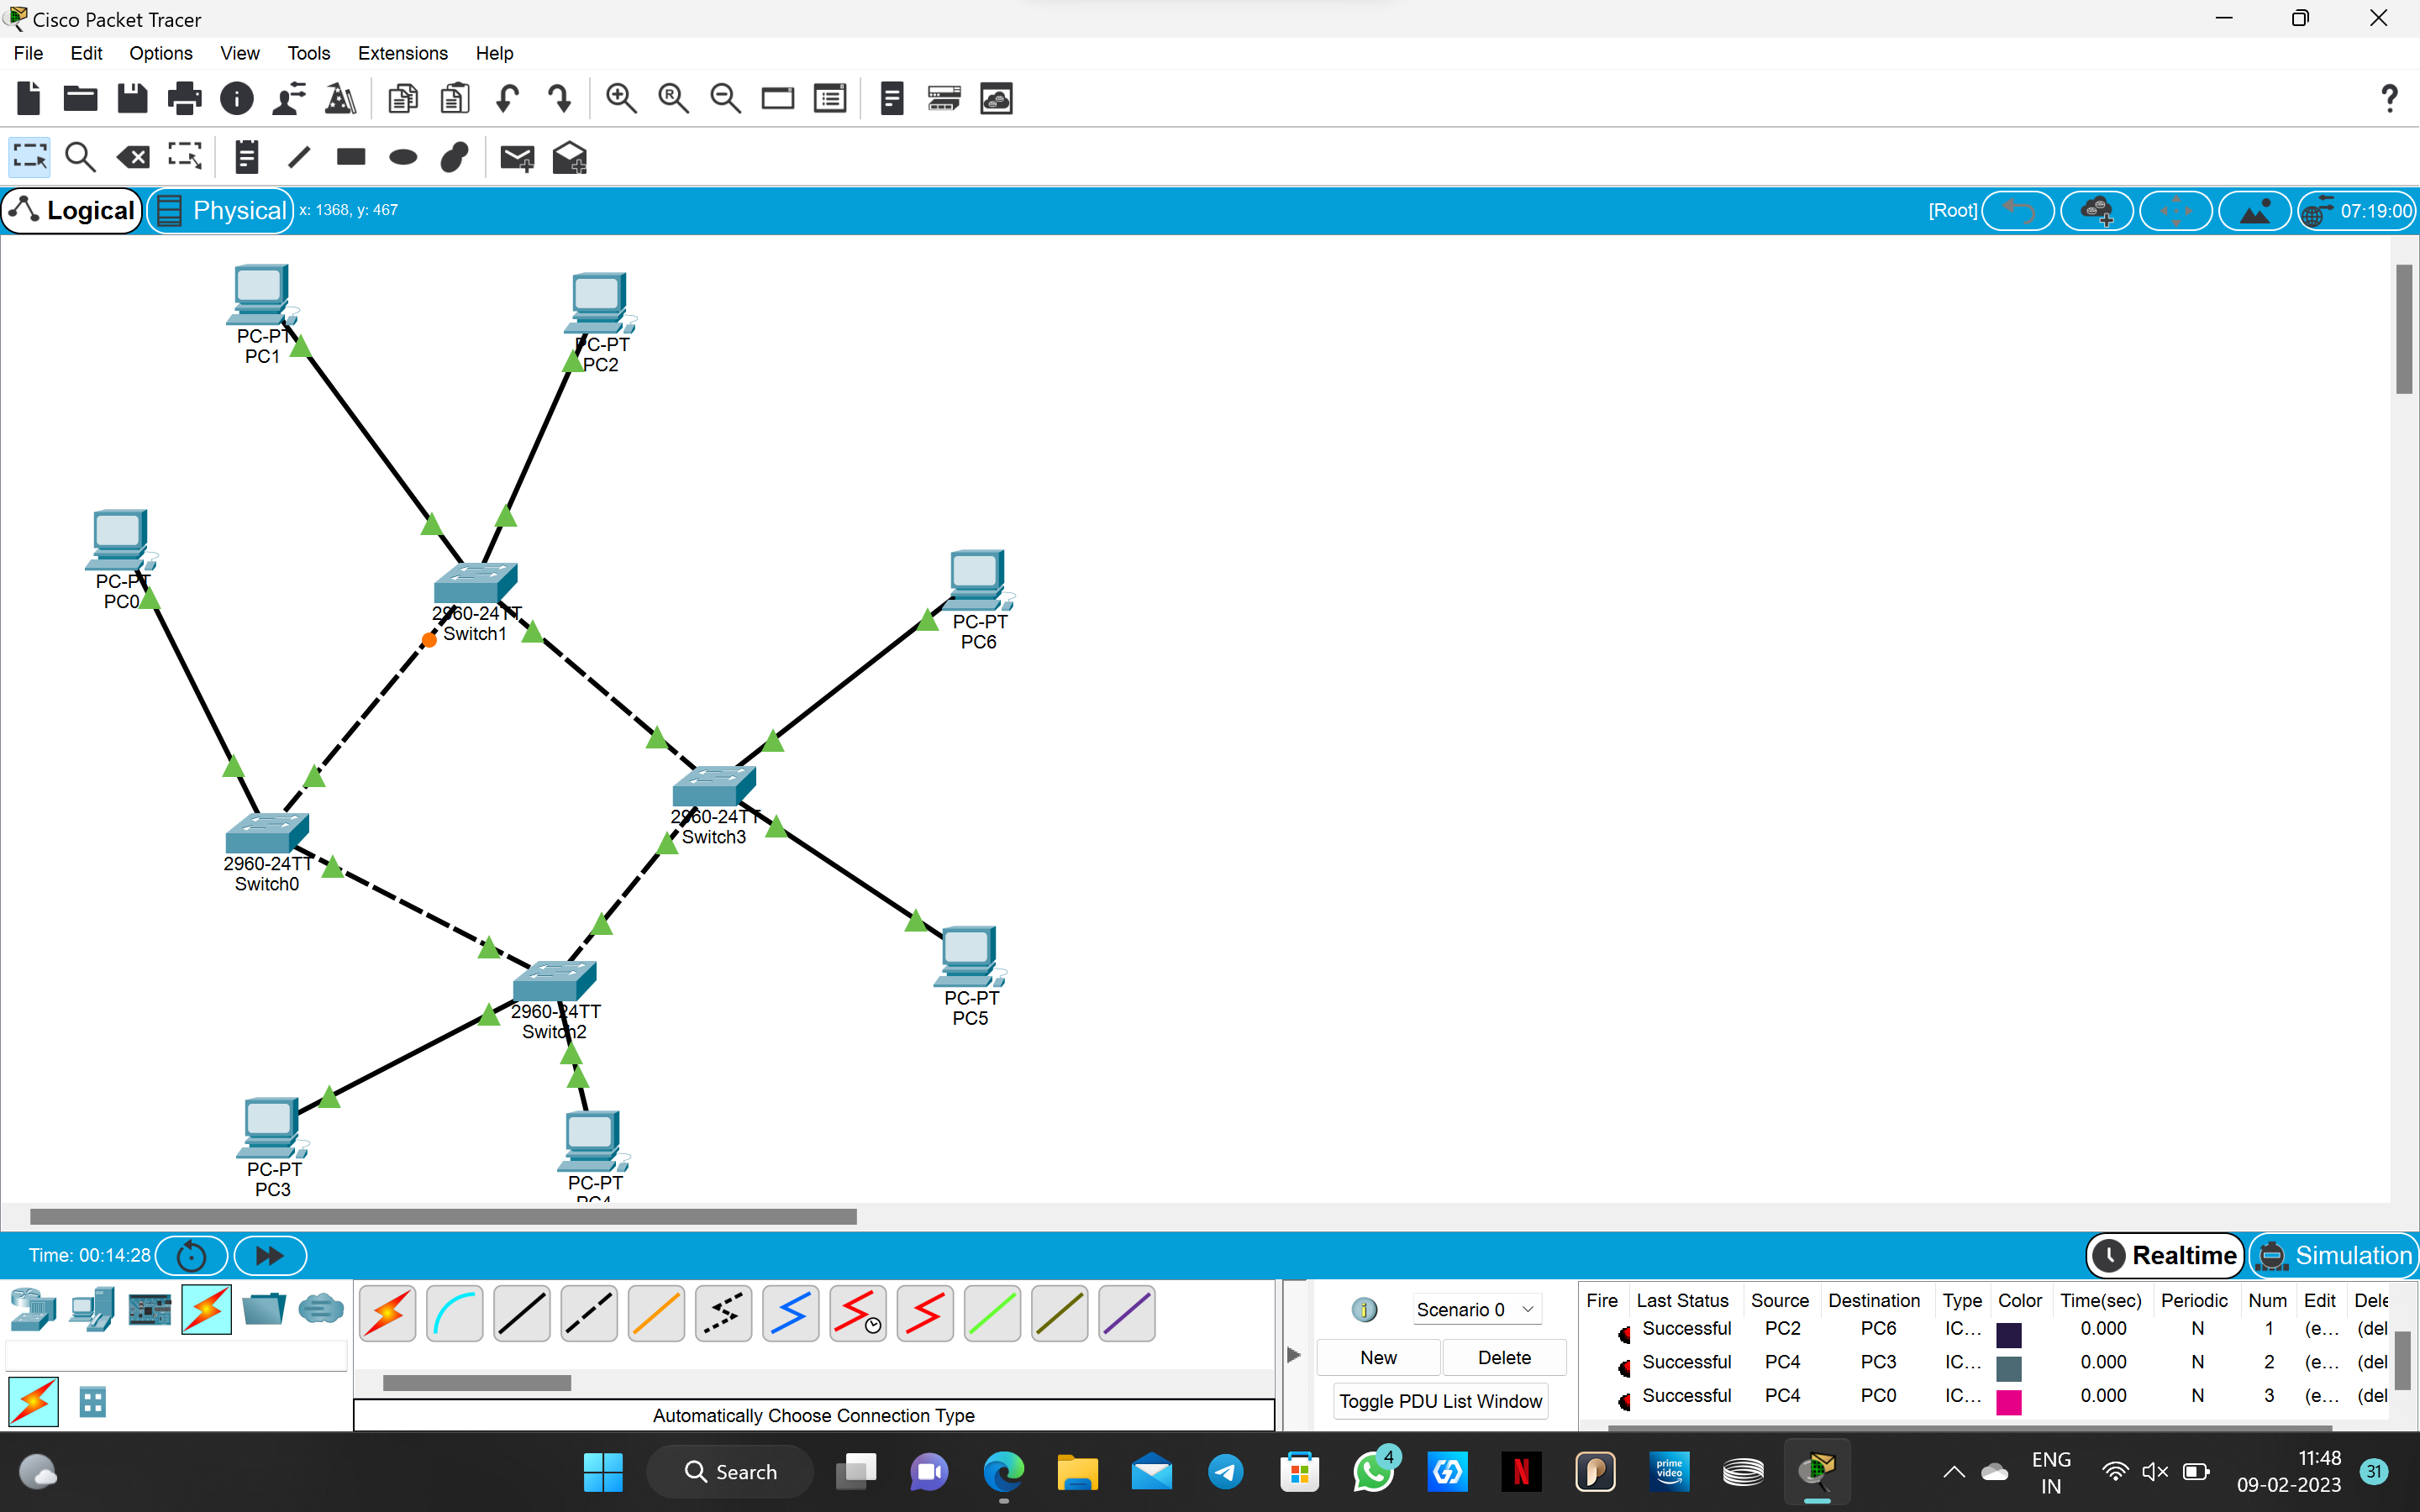 Cisco Packet Tracer
File Edit Options View Tools Extensions Help
Logical Physical x: 1368, y: 467 [Root] 07:19:00
PC-PT
PC1
PC-PT
PC2
PC-PT
PC0
2960-24TT
Switch1
PC-PT
PC6
2960-24TT
Switch3
2960-24TT
Switch0
PC-PT
PC5
2960-24TT
Switch2
PC-PT
PC3
PC-PT
PC4
Time: 00:14:28 Realtime Simulation
Scenario 0
New Delete
Toggle PDU List Window
Automatically Choose Connection Type
Fire Last Status Source Destination Type Color Time(sec) Periodic Num Edit Dele
Successful PC2 PC6 IC... 0.000 N 1 (e... (del
Successful PC4 PC3 IC... 0.000 N 2 (e... (del
Successful PC4 PC0 IC... 0.000 N 3 (e... (del
Search
4
prime video
ENG
IN
11:48
09-02-2023
31